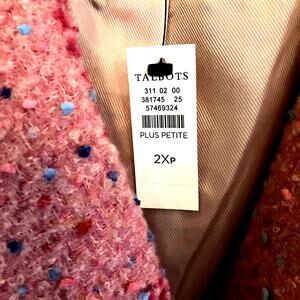 TALBOTS
311 02 00
381745 25
57469324
PLUS PETITE
2XP